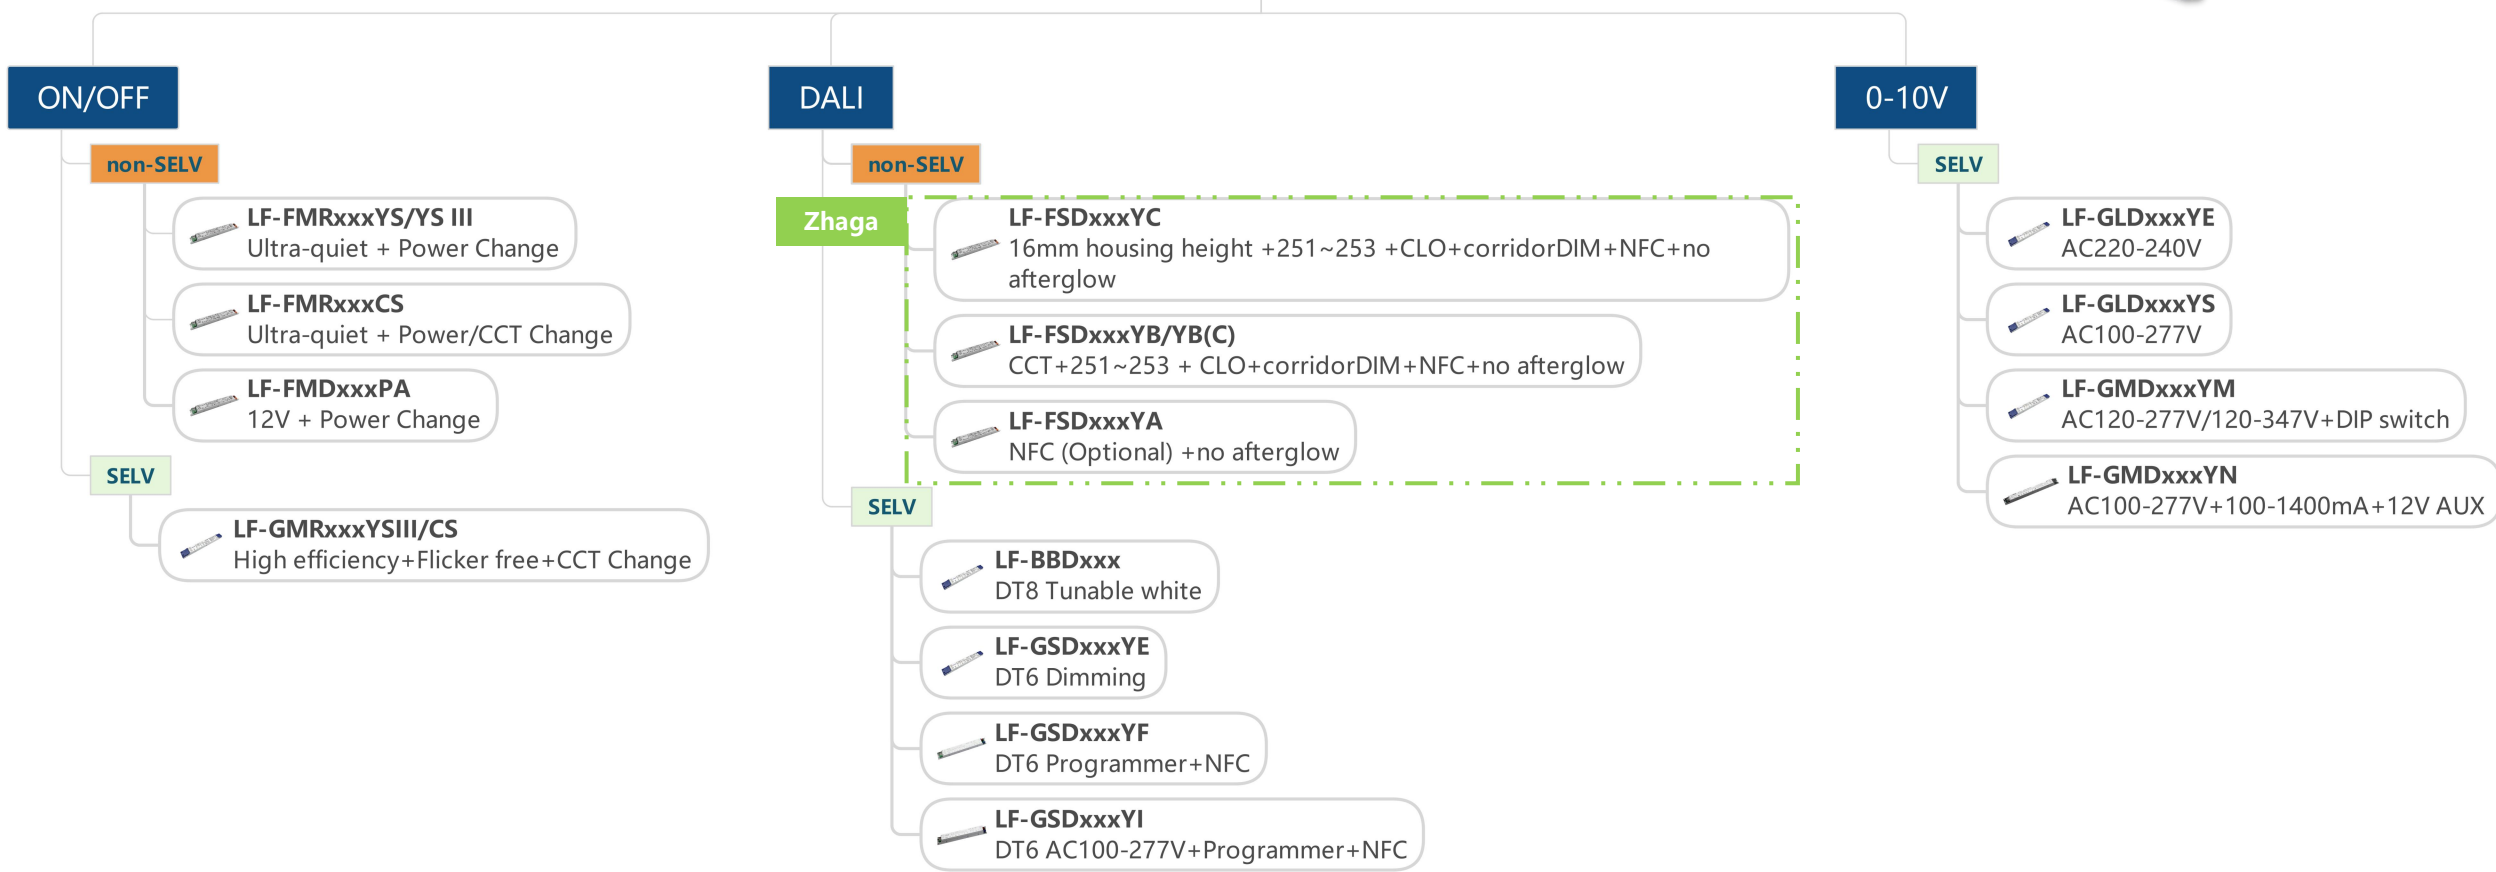 ON/OFF
non-SELV
LF-FMRxxxYS/YS III
Ultra-quiet + Power Change
LF-FMRxxxCS
Ultra-quiet + Power/CCT Change
LF-FMDxxxPA
12V + Power Change
SELV
LF-GMRxxxYSIII/CS
High efficiency+Flicker free+CCT Change
DALI
non-SELV
Zhaga
LF-FSDxxxYC
16mm housing height +251~253 +CLO+corridorDIM+NFC+no
afterglow
LF-FSDxxxYB/YB(C)
CCT+251~253 + CLO+corridorDIM+NFC+no afterglow
LF-FSDxxxYA
NFC (Optional) +no afterglow
SELV
LF-BBDxxx
DT8 Tunable white
LF-GSDxxxYE
DT6 Dimming
LF-GSDxxxYF
DT6 Programmer+NFC
LF-GSDxxxYI
DT6 AC100-277V+Programmer+NFC
0-10V
SELV
LF-GLDxxxYE
AC220-240V
LF-GLDxxxYS
AC100-277V
LF-GMDxxxYM
AC120-277V/120-347V+DIP switch
LF-GMDxxxYN
AC100-277V+100-1400mA+12V AUX